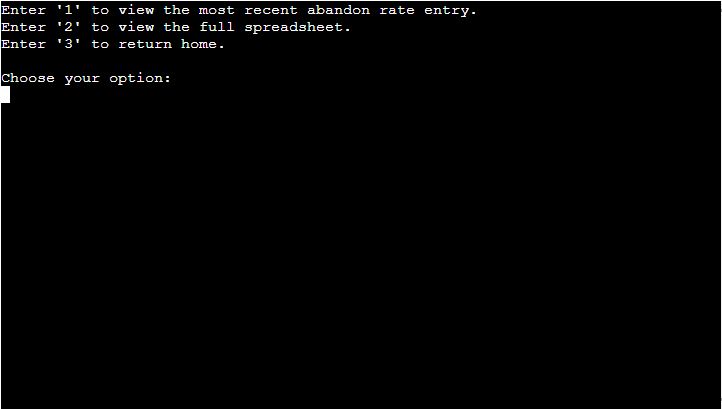 Enter '1' to view the most recent abandon rate entry.
Enter '2' to view the full spreadsheet.
Enter '3' to return home.
Choose your option: